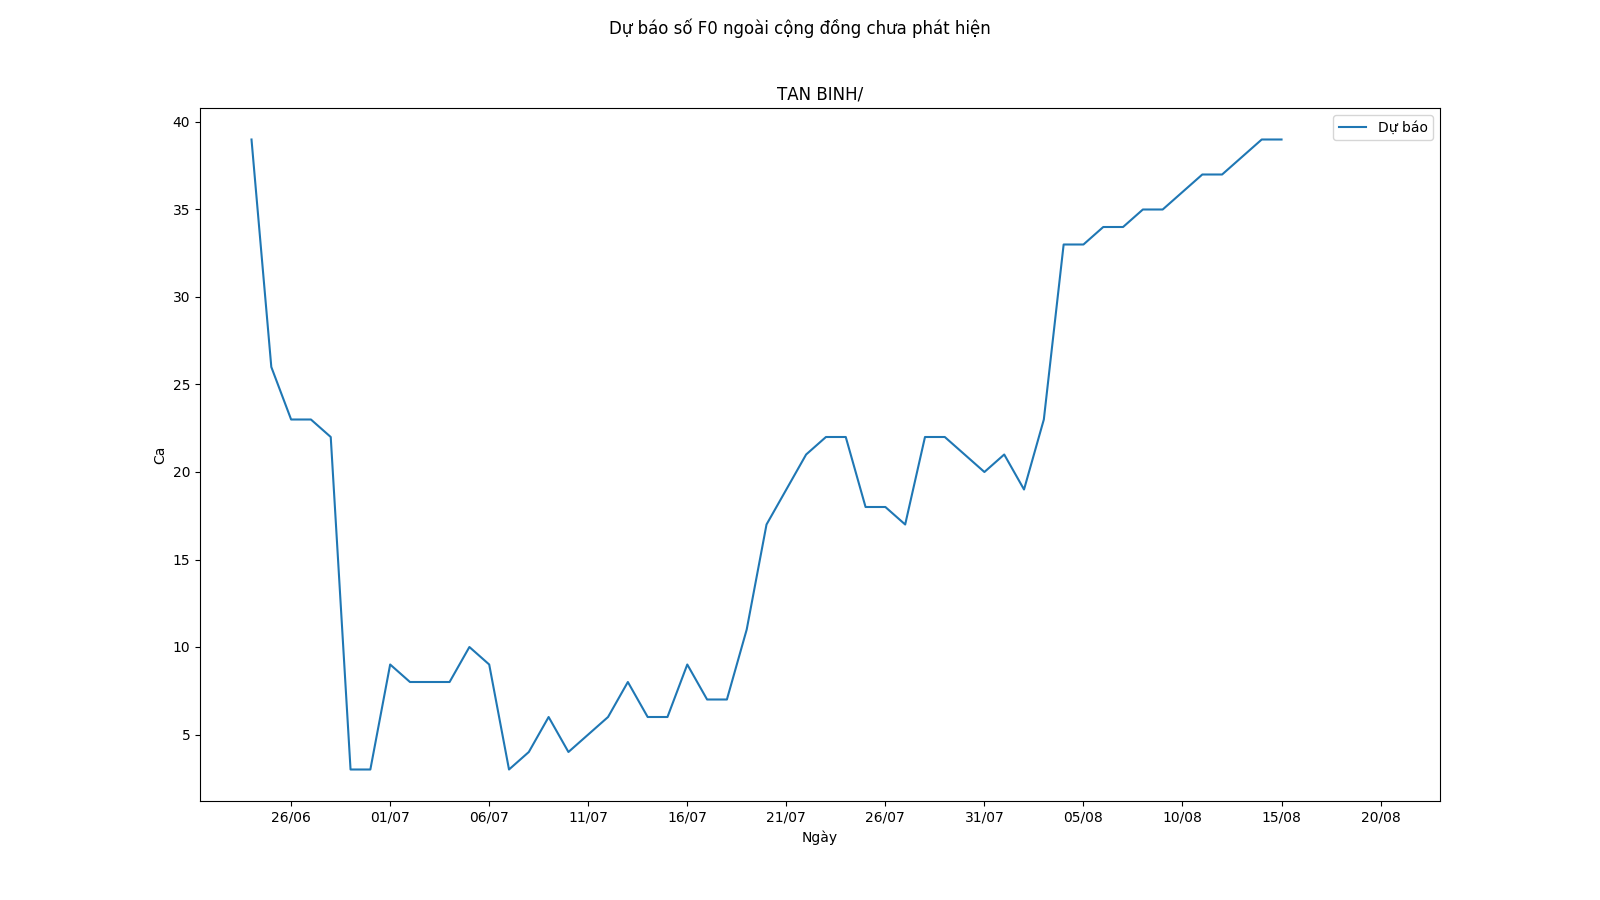 Dự báo số F0 ngoài cộng đồng chưa phát hiện
TAN BINH/
Dự báo
40
35
30
25
20
15
10
5
Ca
26/06 01/07 06/07 11/07 16/07 21/07 26/07 31/07 05/08 10/08 15/08 20/08
Ngày